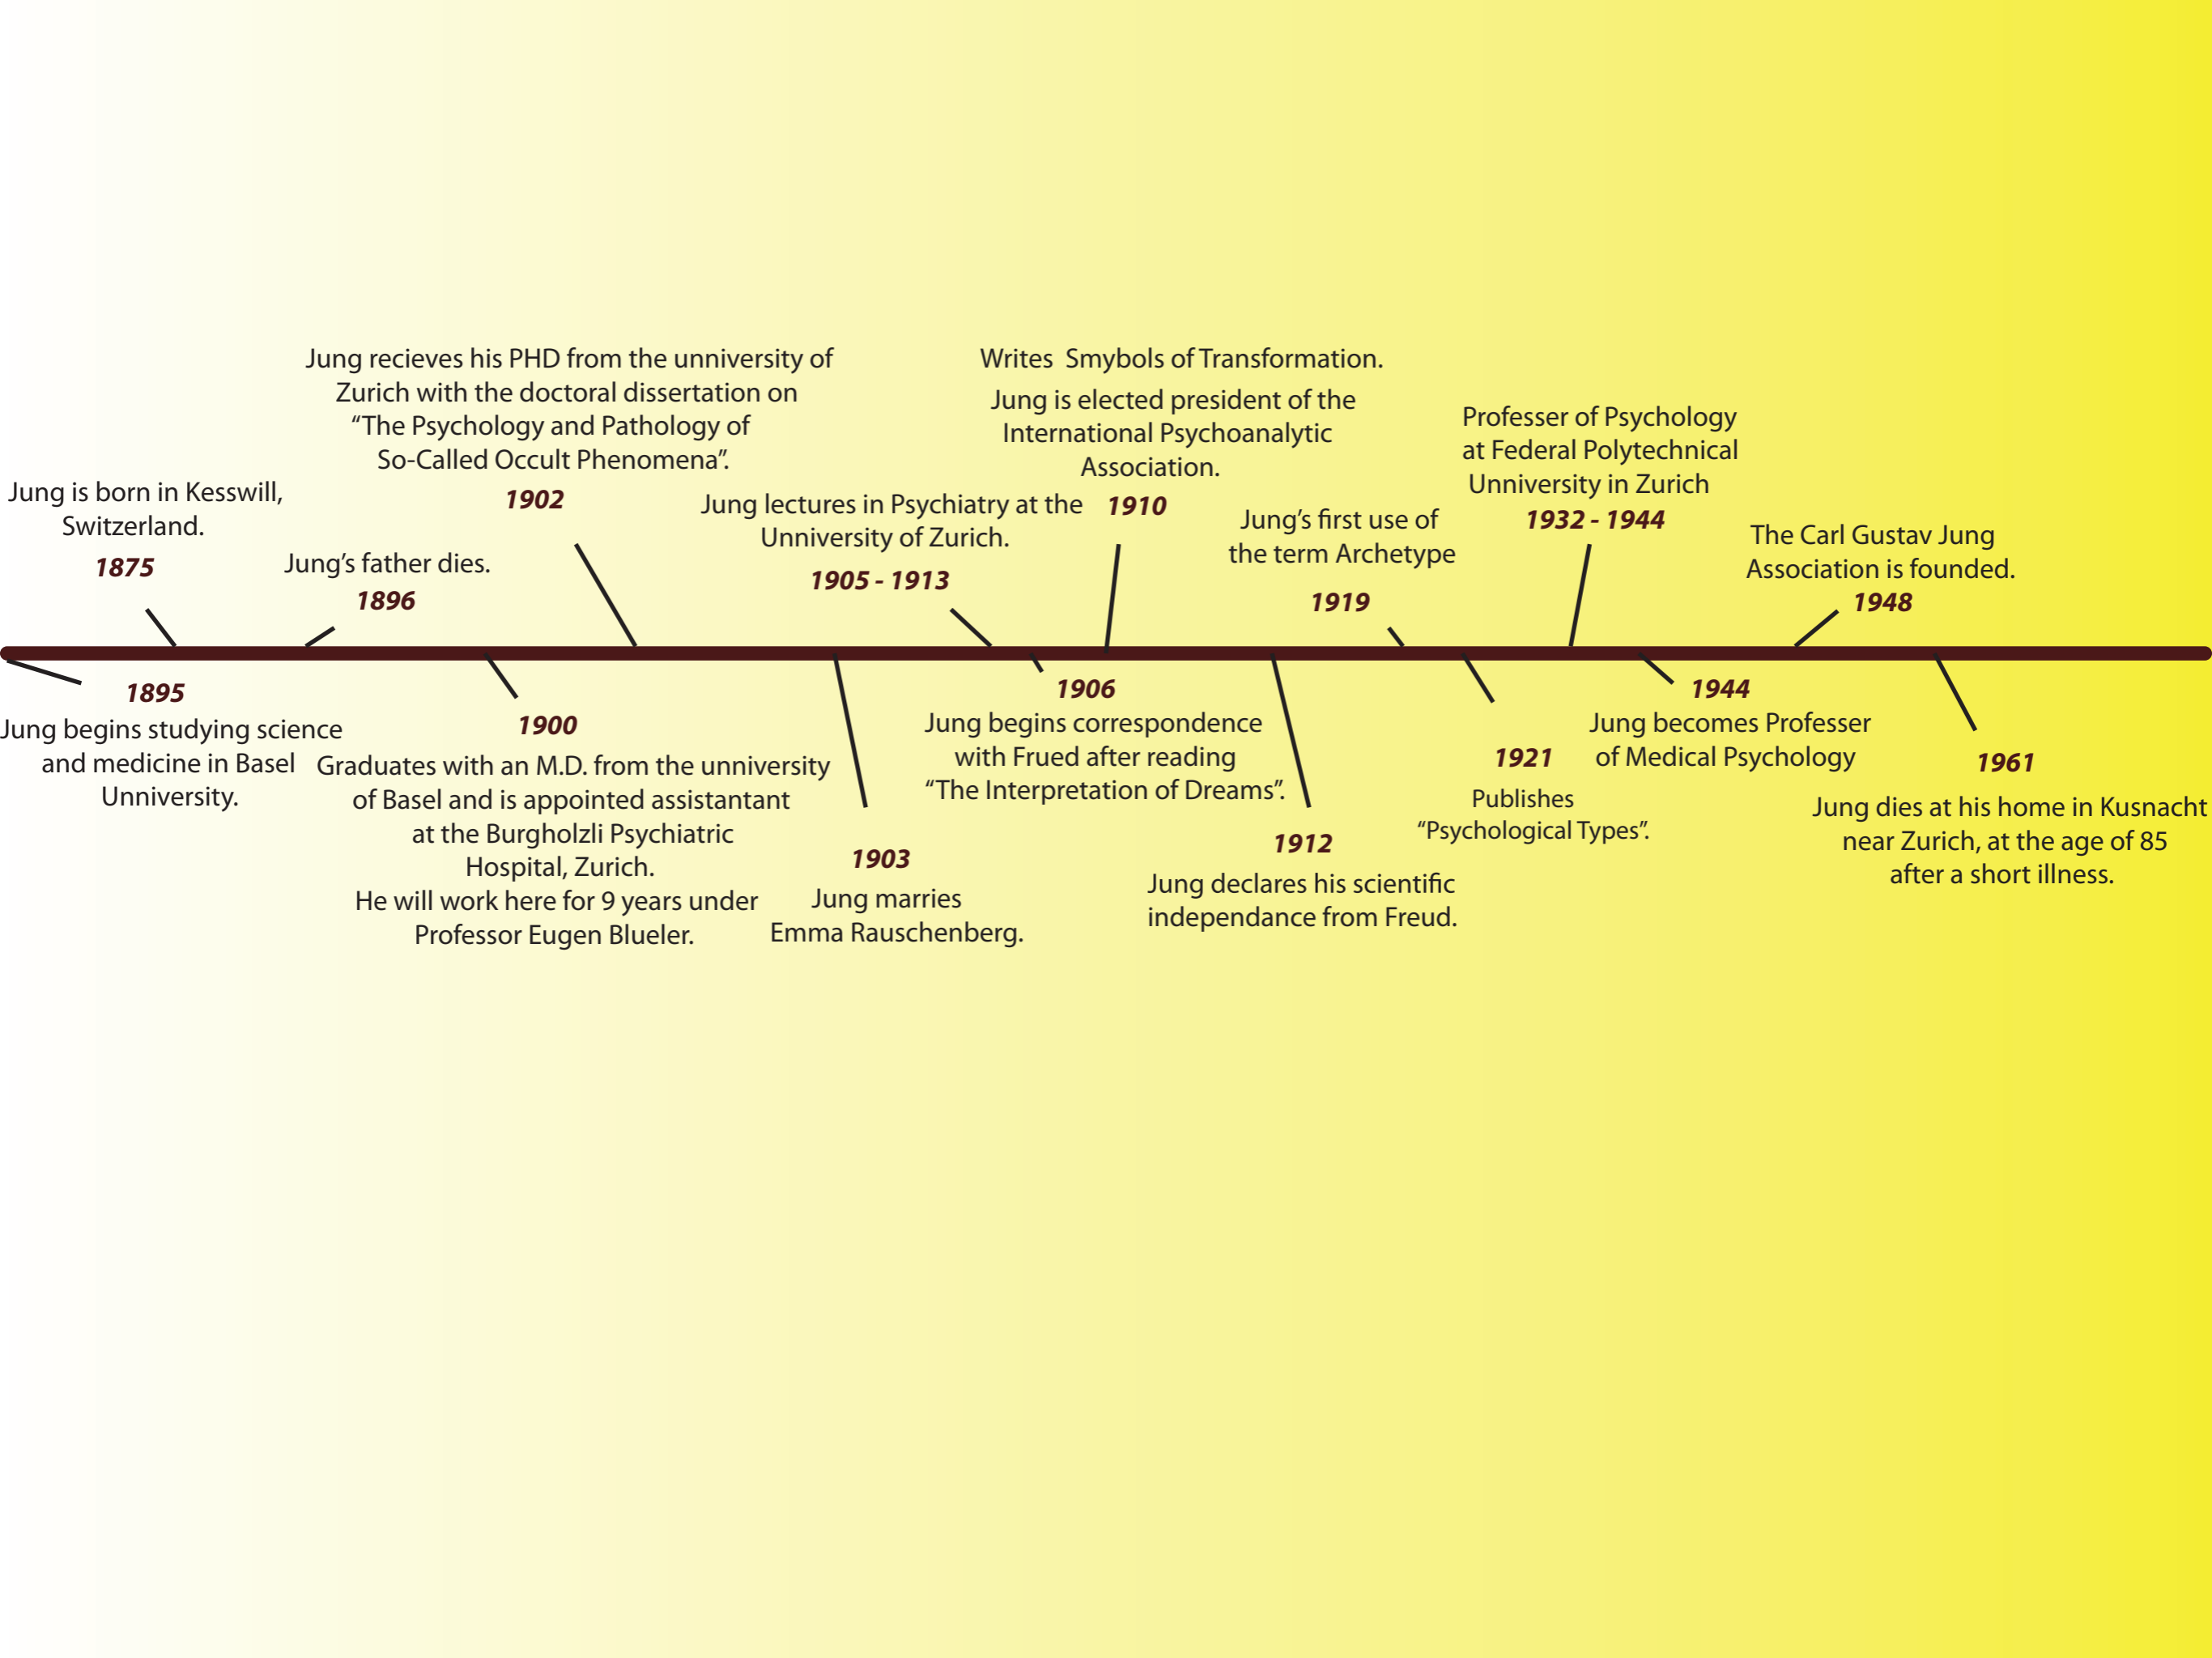 Jung is born in Kesswill,
Switzerland.
1875
Jung’s father dies.
1896
Jung recieves his PHD from the unniversity of
Zurich with the doctoral dissertation on
“The Psychology and Pathology of
So-Called Occult Phenomena”.
1902
Jung lectures in Psychiatry at the
Unniversity of Zurich.
1905 - 1913
Writes  Smybols of Transformation.
Jung is elected president of the
International Psychoanalytic
Association.
1910
Jung’s first use of
the term Archetype
1919
Professer of Psychology
at Federal Polytechnical
Unniversity in Zurich
1932 - 1944
The Carl Gustav Jung
Association is founded.
1948
1895
Jung begins studying science
and medicine in Basel
Unniversity.
1900
Graduates with an M.D. from the unniversity
of Basel and is appointed assistantant
at the Burgholzli Psychiatric
Hospital, Zurich.
He will work here for 9 years under
Professor Eugen Blueler.
1903
Jung marries
Emma Rauschenberg.
1906
Jung begins correspondence
with Frued after reading
“The Interpretation of Dreams”.
1912
Jung declares his scientific
independance from Freud.
1921
Publishes
“Psychological Types”.
1944
Jung becomes Professer
of Medical Psychology
1961
Jung dies at his home in Kusnacht
near Zurich, at the age of 85
after a short illness.